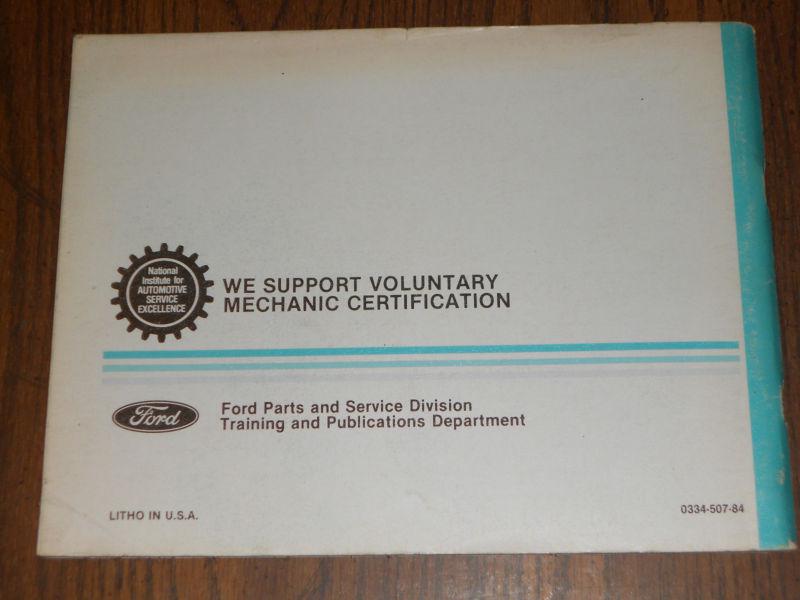 National
Institute for
AUTOMOTIVE
SERVICE
EXCELLENCE
WE SUPPORT VOLUNTARY
MECHANIC CERTIFICATION
Ford
Ford Parts and Service Division
Training and Publications Department
LITHO IN U.S.A.
0334-507-84